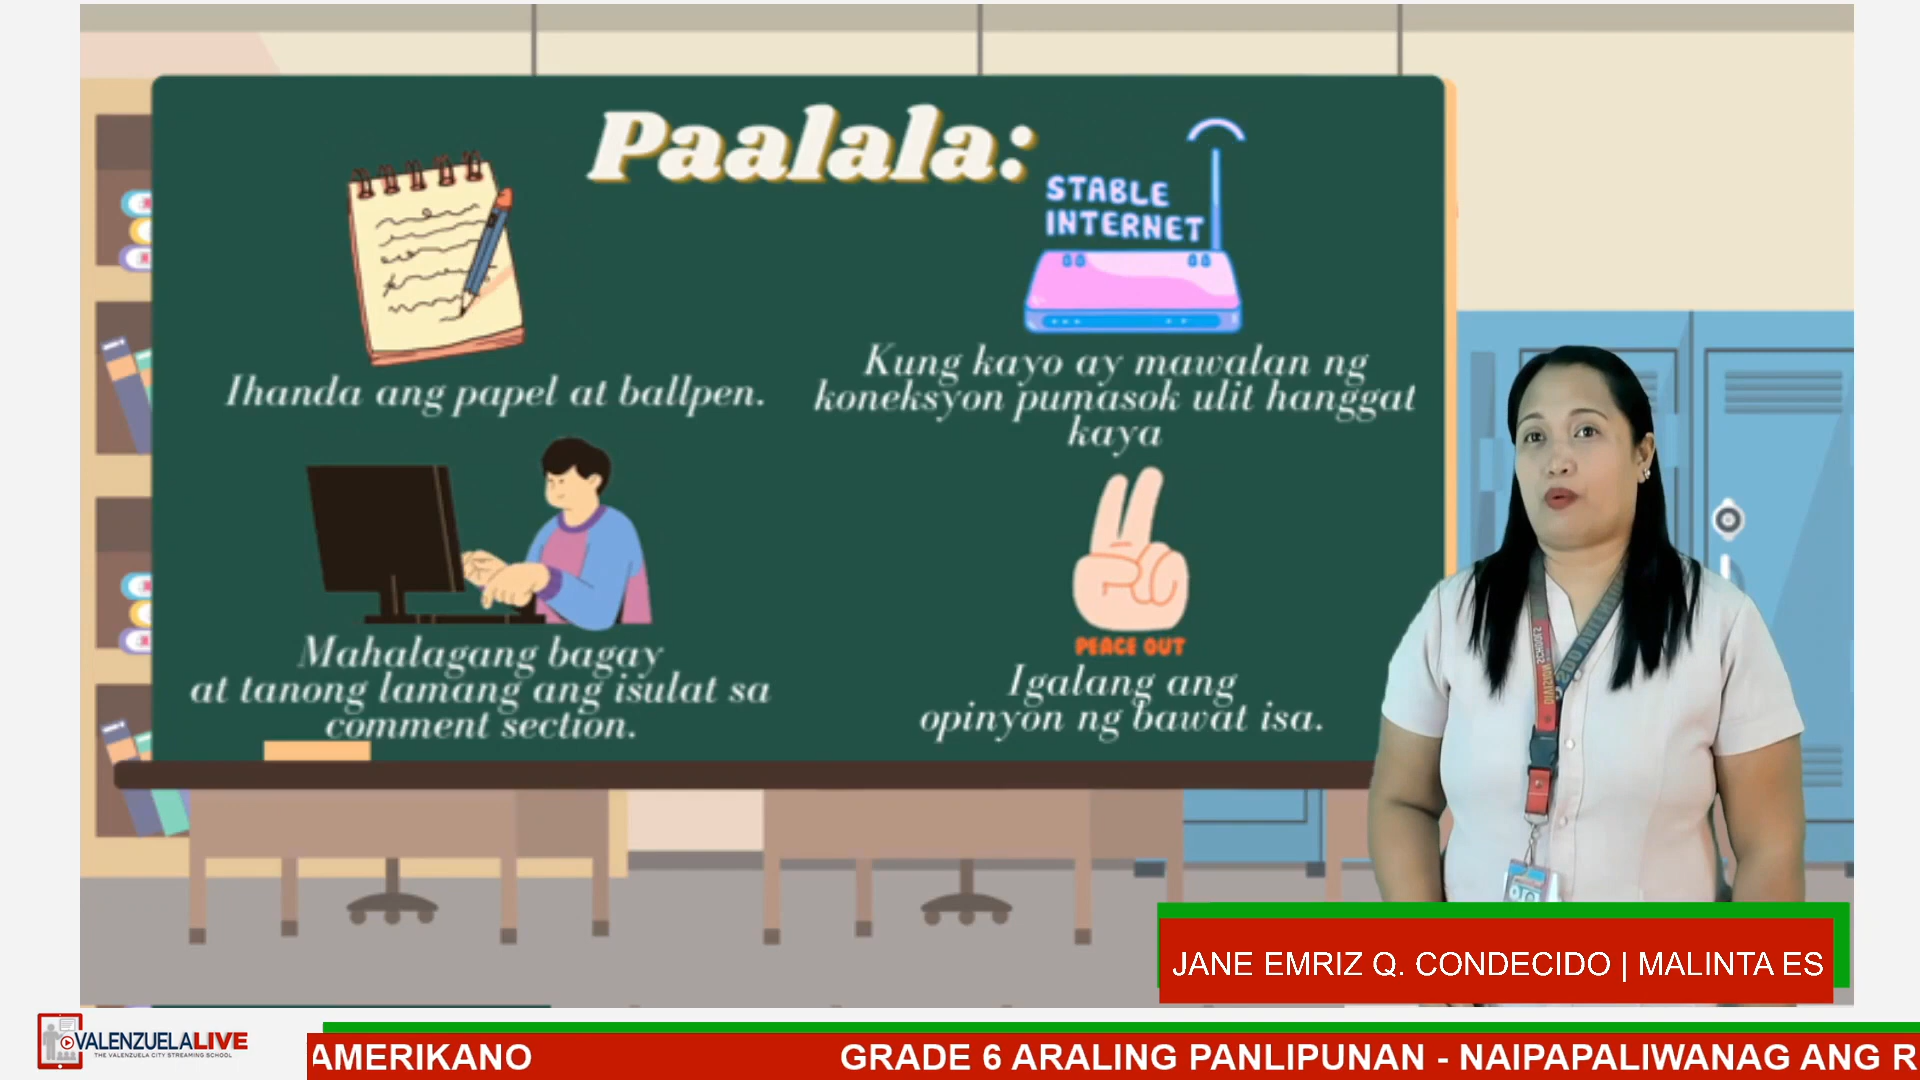 Paalala:
STABLE
INTERNET
Ihanda ang papel at ballpen.
Kung kayo ay mawalan ng
koneksyon pumasok ulit hanggat
kaya
Mahalagang bagay
at tanong lamang ang isulat sa
comment section.
PEACE OUT
Igalang ang
opinyon ng bawat isa.
JANE EMRIZ Q. CONDECIDO | MALINTA ES
VALENZUELALIVE
THE VALENZUELA CITY STREAMING SCHOOL
AMERIKANO GRADE 6 ARALING PANLIPUNAN - NAIPAPALIWANAG ANG R